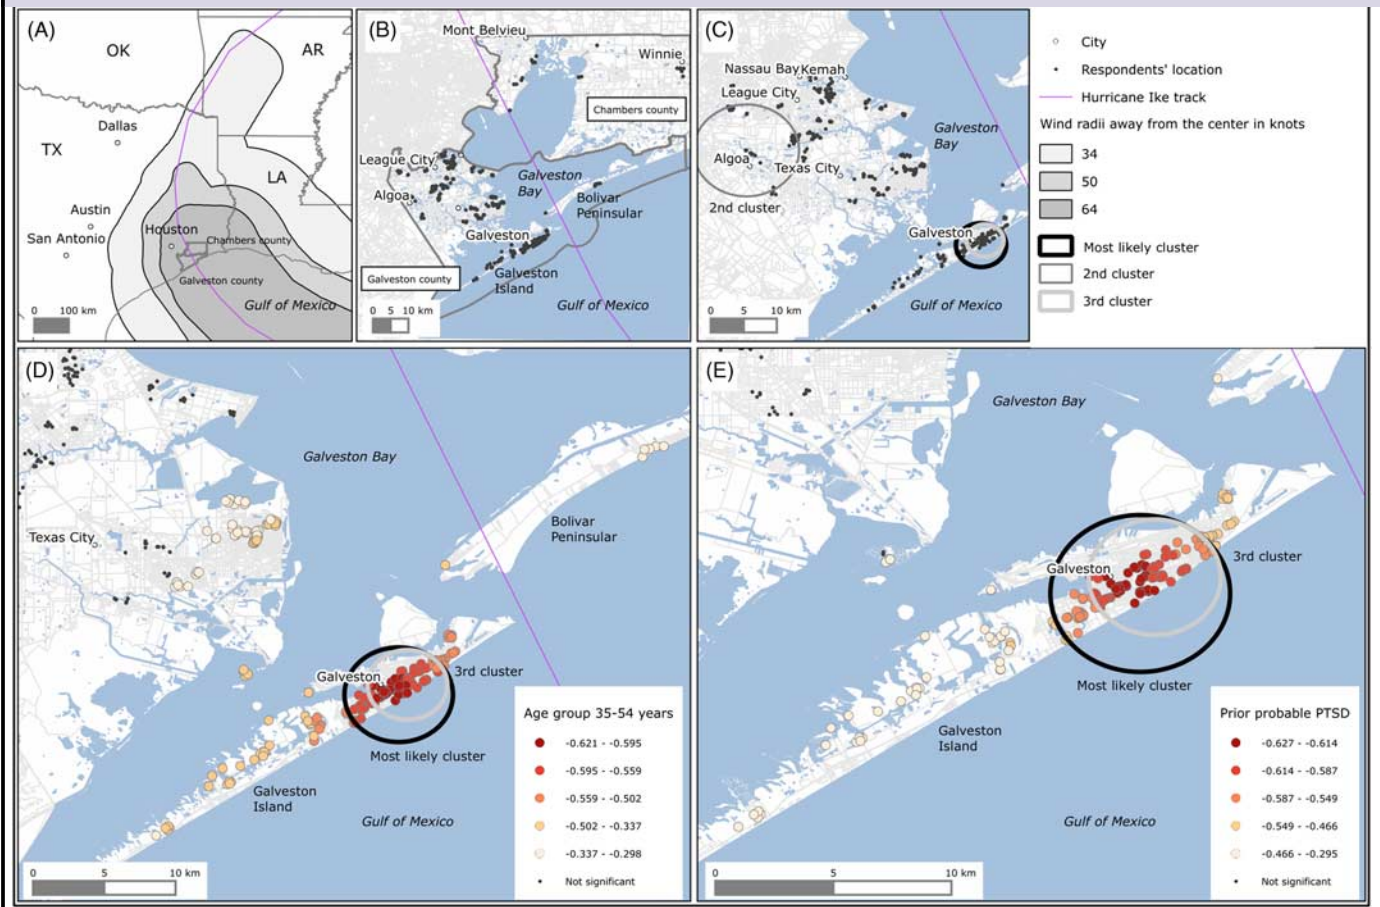 (A)
OK
AR
Dallas
TX
LA
Austin
San Antonio
Houston
Chambers county
Galveston county
Gulf of Mexico
0 100 km
(B)
Mont Belvieu
Winnie
Chambers county
League City
Galveston
Bay
Algoa
Bolivar
Peninsular
Galveston
Galveston county
Galveston
Island
Gulf of Mexico
0 5 10 km
(C)
Nassau Bay Kemah
League City
Galveston
Bay
Algoa
Texas City
2nd cluster
Galveston
Gulf of Mexico
0 5 10 km
City
Respondents' location
Hurricane Ike track
Wind radii away from the center in knots
34
50
64
Most likely cluster
2nd cluster
3rd cluster
(D)
Galveston Bay
Texas City
Bolivar
Peninsular
Galveston
3rd cluster
Most likely cluster
Galveston
Island
Gulf of Mexico
0 5 10 km
Age group 35-54 years
-0.621 - -0.595
-0.595 - -0.559
-0.559 - -0.502
-0.502 - -0.337
-0.337 - -0.298
Not significant
(E)
Galveston Bay
Galveston
3rd cluster
Most likely cluster
Galveston
Island
Gulf of Mexico
0 5 10 km
Prior probable PTSD
-0.627 - -0.614
-0.614 - -0.587
-0.587 - -0.549
-0.549 - -0.466
-0.466 - -0.295
Not significant